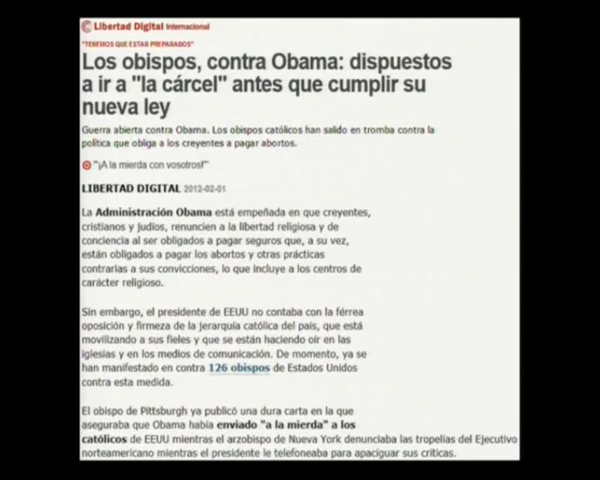 Libertad Digital Internacional
"TENEMOS QUE ESTAR PREPARADOS"
Los obispos, contra Obama: dispuestos
a ir a "la cárcel" antes que cumplir su
nueva ley
Guerra abierta contra Obama. Los obispos católicos han salido en tromba contra la
política que obliga a los creyentes a pagar abortos.
"¡A la mierda con vosotros!"
LIBERTAD DIGITAL 2012-02-01
La Administración Obama está empeñada en que creyentes,
cristianos y judíos, renuncien a la libertad religiosa y de
conciencia al ser obligados a pagar seguros que, a su vez,
están obligados a pagar los abortos y otras prácticas
contrarias a sus convicciones, lo que incluye a los centros de
carácter religioso.
Sin embargo, el presidente de EEUU no contaba con la férrea
oposición y firmeza de la jerarquía católica del país, que está
movilizando a sus fieles y que se están haciendo oír en las
iglesias y en los medios de comunicación. De momento, ya se
han manifestado en contra 126 obispos de Estados Unidos
contra esta medida.
El obispo de Pittsburgh ya publicó una dura carta en la que
aseguraba que Obama había enviado "a la mierda" a los
católicos de EEUU mientras el arzobispo de Nueva York denunciaba las tropelías del Ejecutivo
norteamericano mientras el presidente le telefoneaba para apaciguar sus críticas.